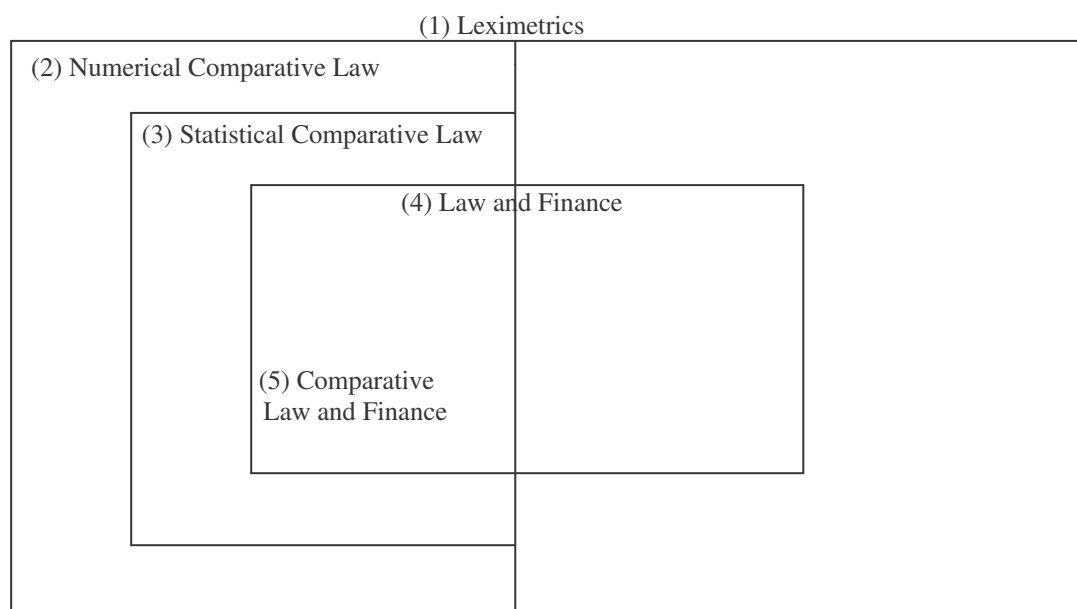 (1) Leximetrics
(2) Numerical Comparative Law
(3) Statistical Comparative Law
(4) Law and Finance
(5) Comparative
Law and Finance